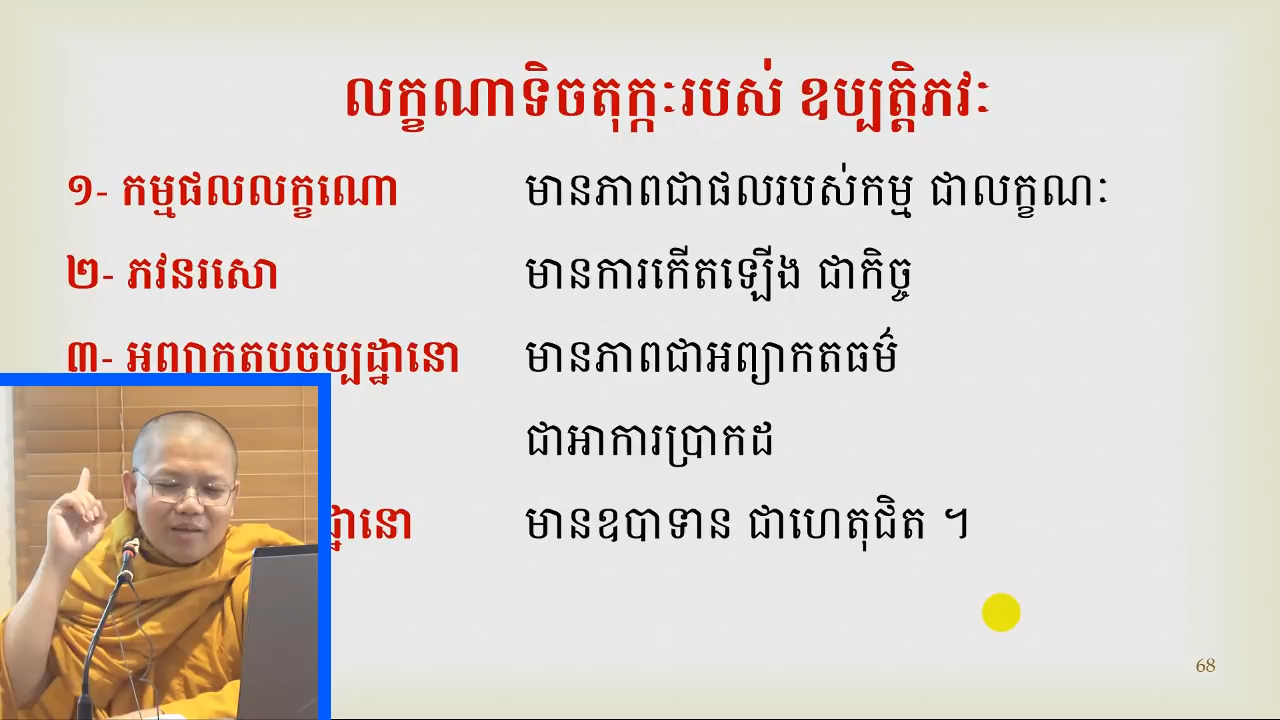 លក្ខណាទិចតុក្កៈរបស់ ឧប្បត្តិភវៈ
១- កម្មផលលក្ខណោ មានភាពជាផលរបស់កម្ម ជាលក្ខណៈ
២- ភវនរសោ មានការកើតឡើង ជាកិច្ច
៣- អព្យាកតបចប្បដ្ឋានោ មានភាពជាអព្យាកតធម៌
ជាអាការប្រាកដ
មានឧបាទាន ជាហេតុជិត ។
68